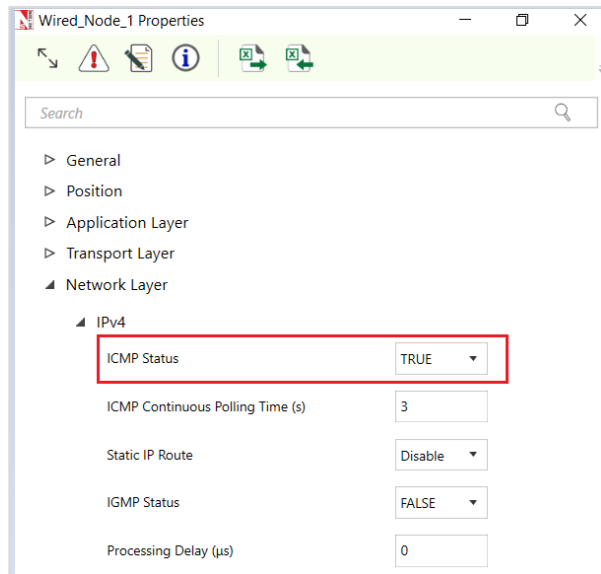 Wired_Node_1 Properties
Search
General
Position
Application Layer
Transport Layer
Network Layer
IPv4
ICMP Status TRUE
ICMP Continuous Polling Time (s) 3
Static IP Route Disable
IGMP Status FALSE
Processing Delay (µs) 0